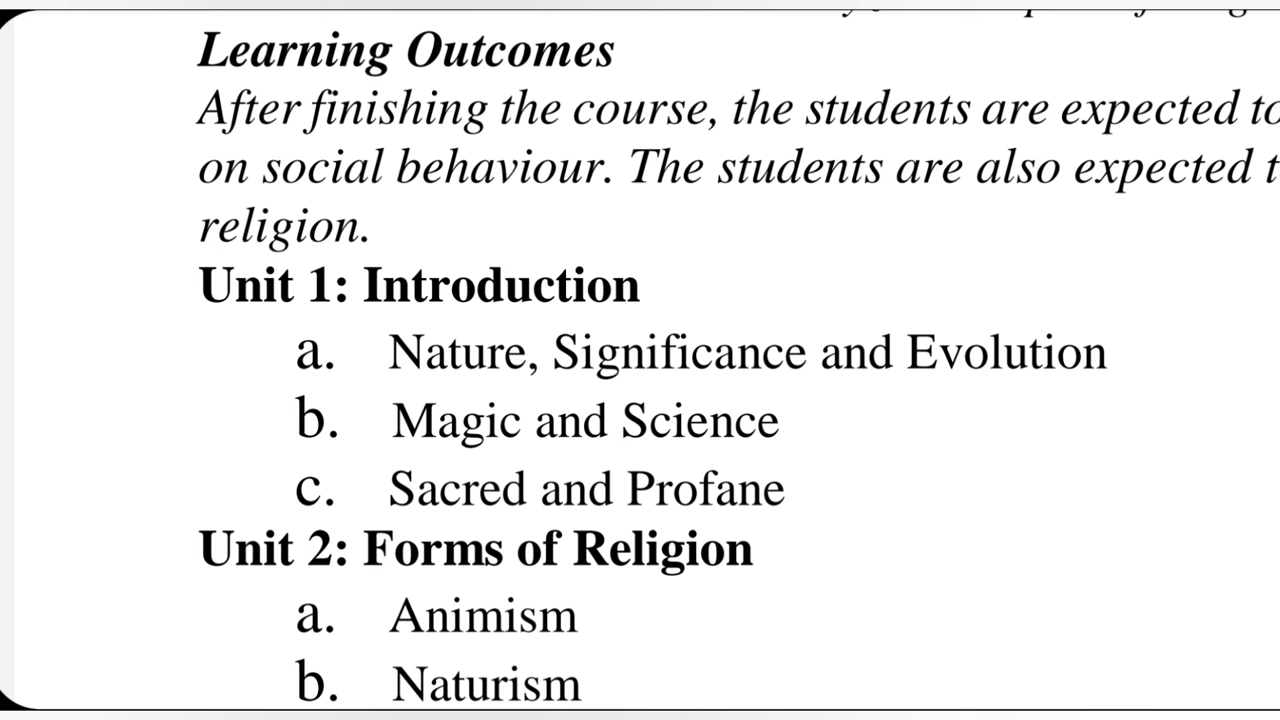 Learning Outcomes
After finishing the course, the students are expected to
on social behaviour. The students are also expected t
religion.
Unit 1: Introduction
a. Nature, Significance and Evolution
b. Magic and Science
c. Sacred and Profane
Unit 2: Forms of Religion
a. Animism
b. Naturism